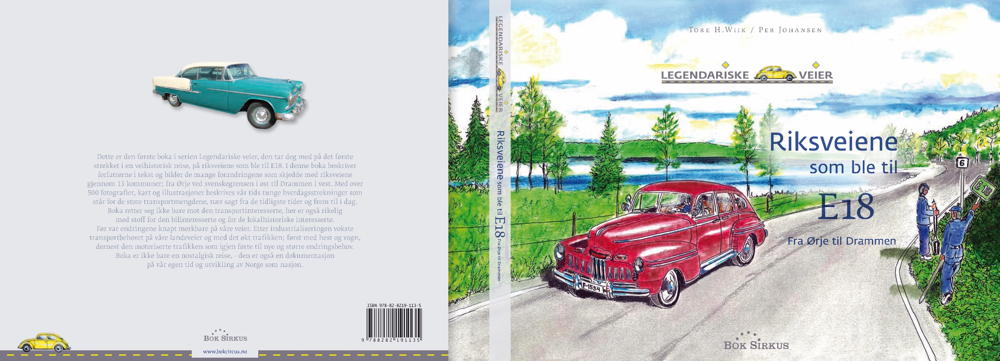 Dette er den første boka i serien Legendariske veier, den tar deg med på det første
strekket i en veihistorisk reise, på riksveiene som ble til E18. I denne boka beskriver
forfatterne i tekst og bilder de mange forandringene som skjedde med riksveiene
gjennom 13 kommuner; fra Ørje ved svenskegrensen i øst til Drammen i vest. Med over
500 fotografier, kart og illustrasjoner beskrives vår tids tunge hverdagsstrekninger som
står for de store transportmengdene, nær sagt fra de tidligste tider og frem til i dag.
Boka retter seg ikke bare mot den transportinteresserte, her er også rikelig
med stoff for den bilinteresserte og for de lokalhistoriske interesserte.
Før var endringene knapt merkbare på våre veier. Etter industrialiseringen vokste
transportbehovet på våre landeveier og med det økt trafikken; først med hest og vogn,
dernest den motoriserte trafikken som igjen førte til nye og større endringsbehov.
Boka er ikke bare en nostalgisk reise, - den er også en dokumentasjon
på vår egen tid og utvikling av Norge som nasjon.
ISBN 978-82-8219-113-5
9 788282 191135
BOK SIRKUS
www.bokcircus.no
LEGENDARISKE VEIER
Riksveiene som ble til E18 Fra Ørje til Drammen
TORE H.WIIK / PER JOHANSEN
LEGENDARISKE VEIER
Riksveiene
som ble til
E18
Fra Ørje til Drammen
6
E 18
F-1554
BOK SIRKUS